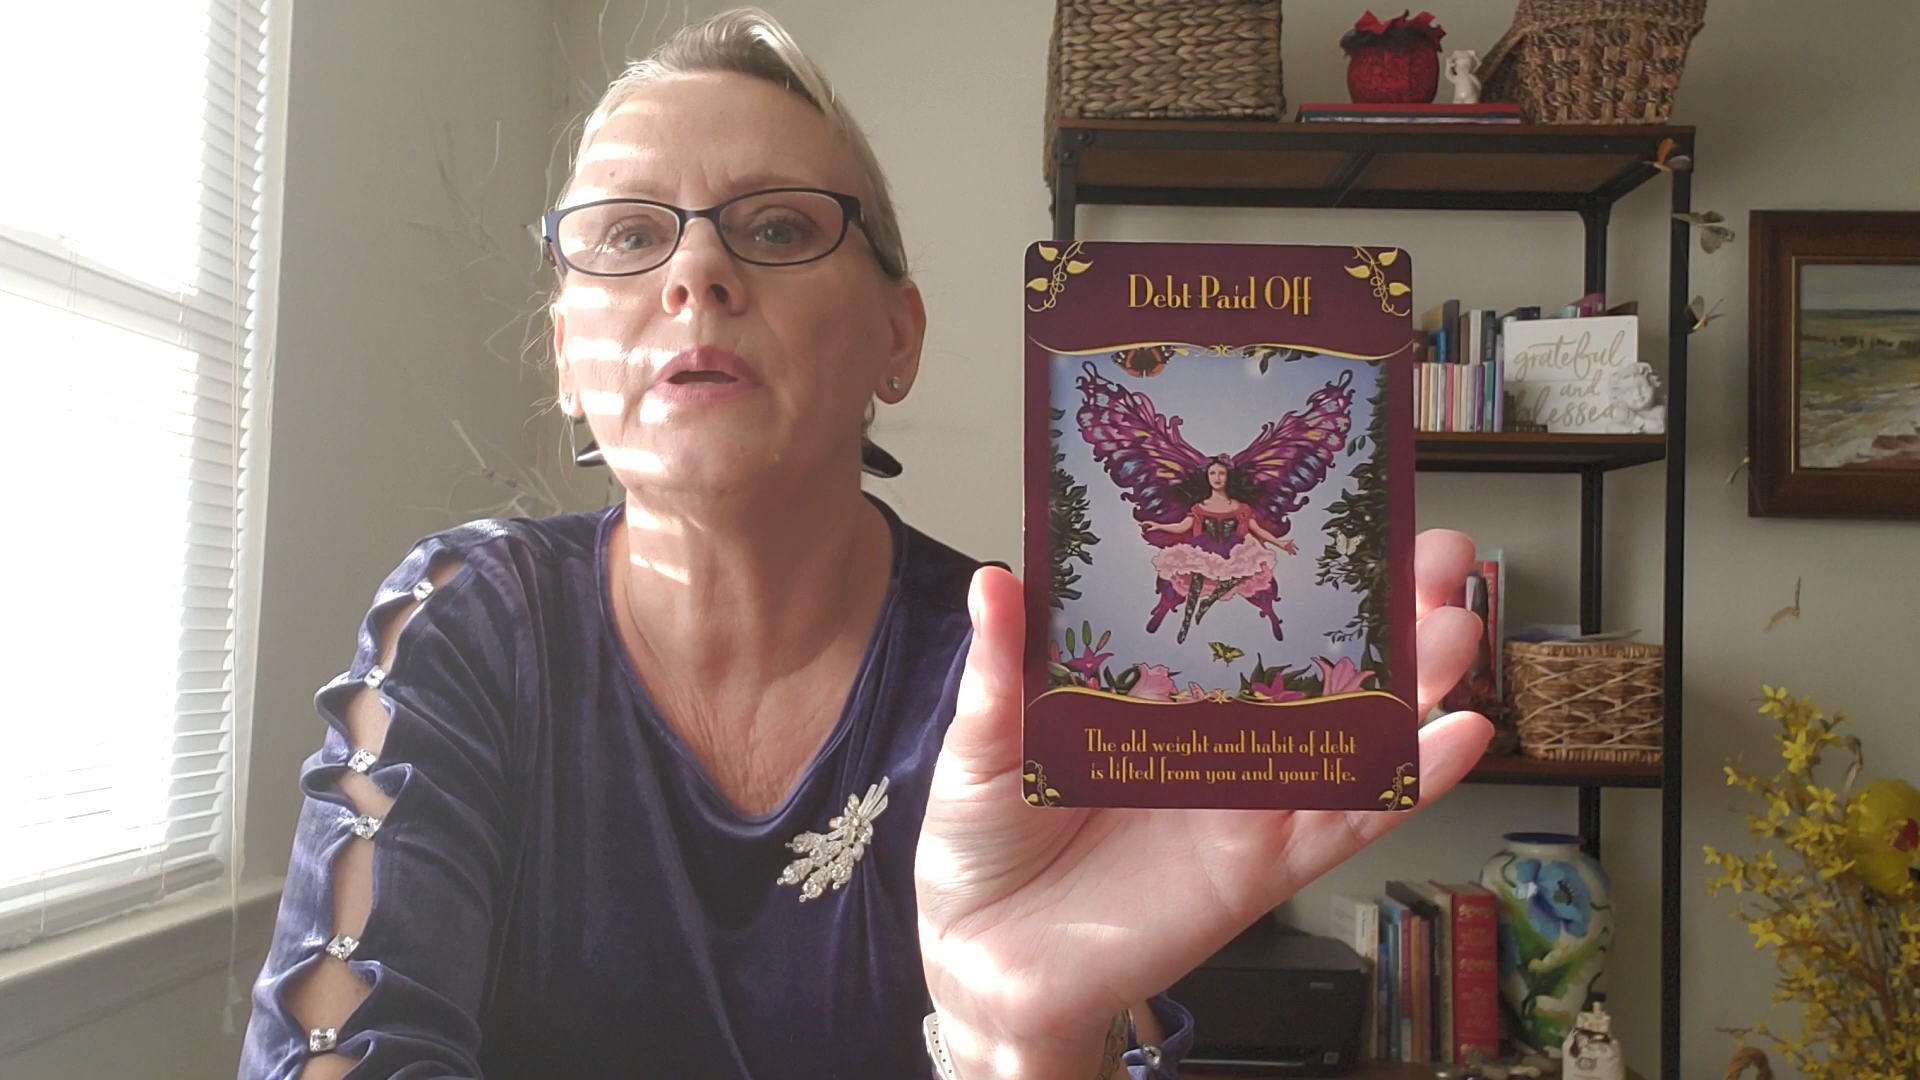 Debt Paid Off
The old weight and habit of debt
is lifted from you and your life.
grateful
and
blessed